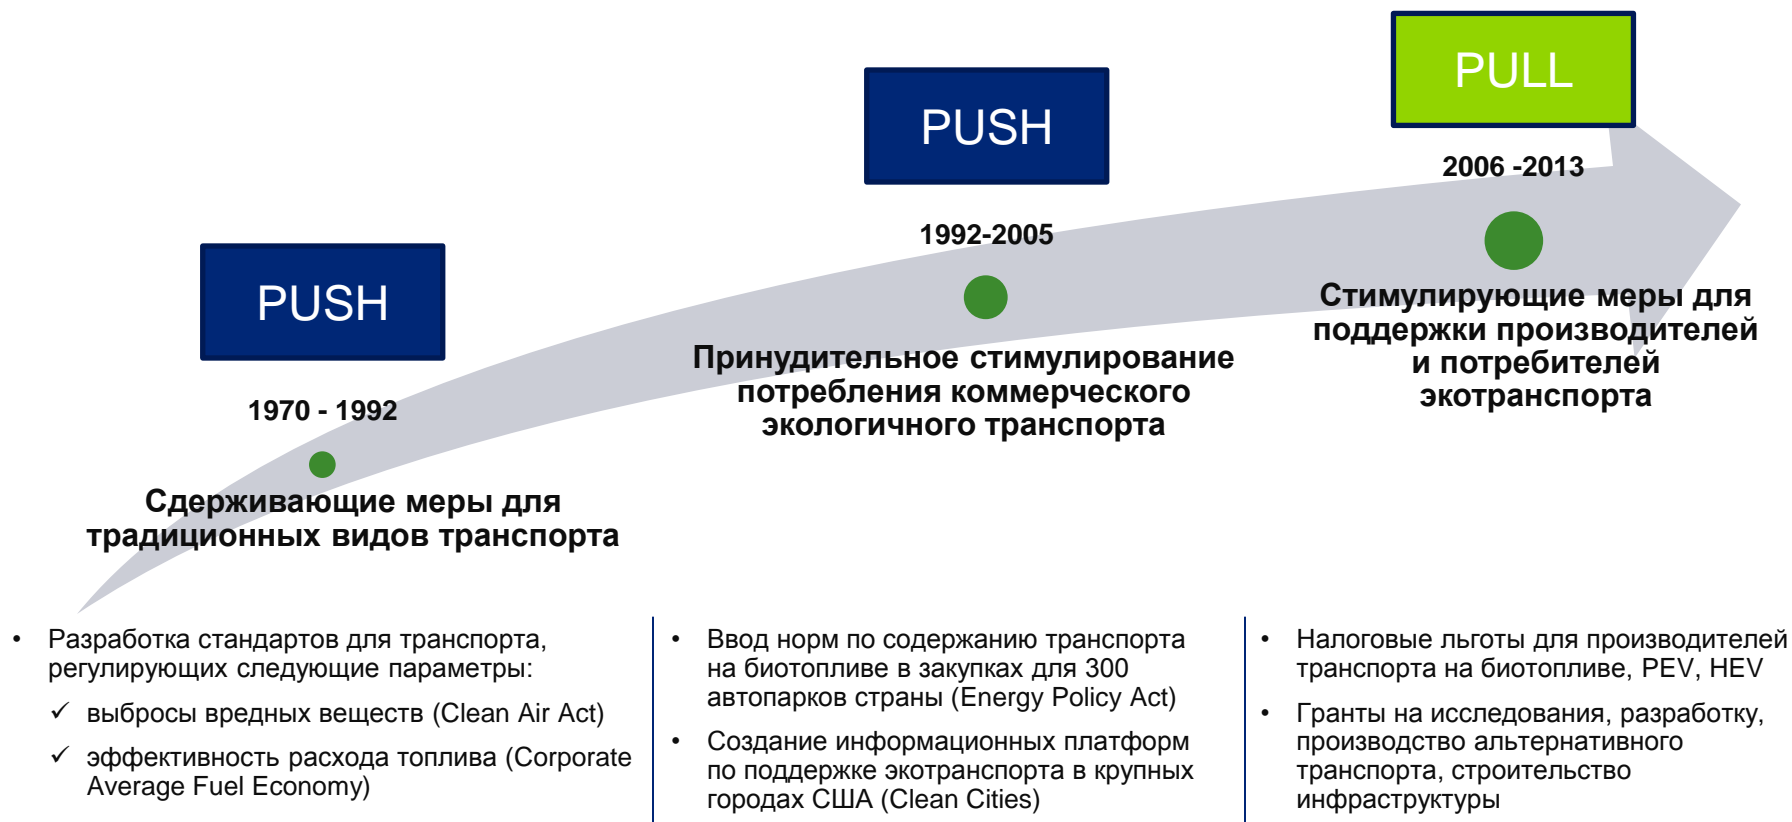 PUSH
1970 - 1992
Сдерживающие меры для
традиционных видов транспорта
PUSH
1992-2005
Принудительное стимулирование
потребления коммерческого
экологичного транспорта
PULL
2006 -2013
Стимулирующие меры для
поддержки производителей
и потребителей
экотранспорта
• Разработка стандартов для транспорта,
регулирующих следующие параметры:
✓ выбросы вредных веществ (Clean Air Act)
✓ эффективность расхода топлива (Corporate
Average Fuel Economy)
• Ввод норм по содержанию транспорта
на биотопливе в закупках для 300
автопарков страны (Energy Policy Act)
• Создание информационных платформ
по поддержке экотранспорта в крупных
городах США (Clean Cities)
• Налоговые льготы для производителей
транспорта на биотопливе, PEV, HEV
• Гранты на исследования, разработку,
производство альтернативного
транспорта, строительство
инфраструктуры